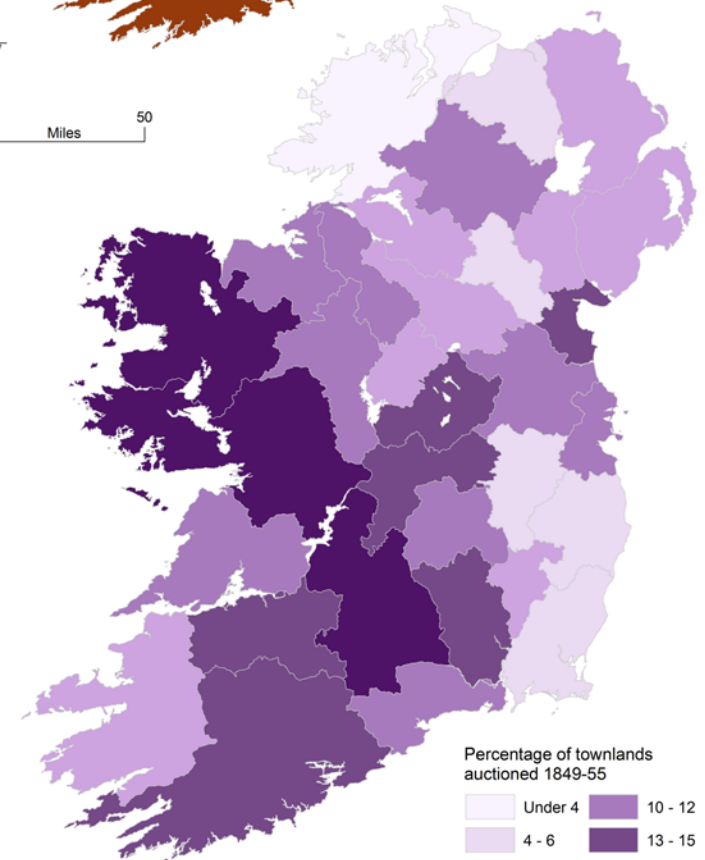 50
Miles
Percentage of townlands
auctioned 1849-55
Under 4
10 - 12
4 - 6
13 - 15